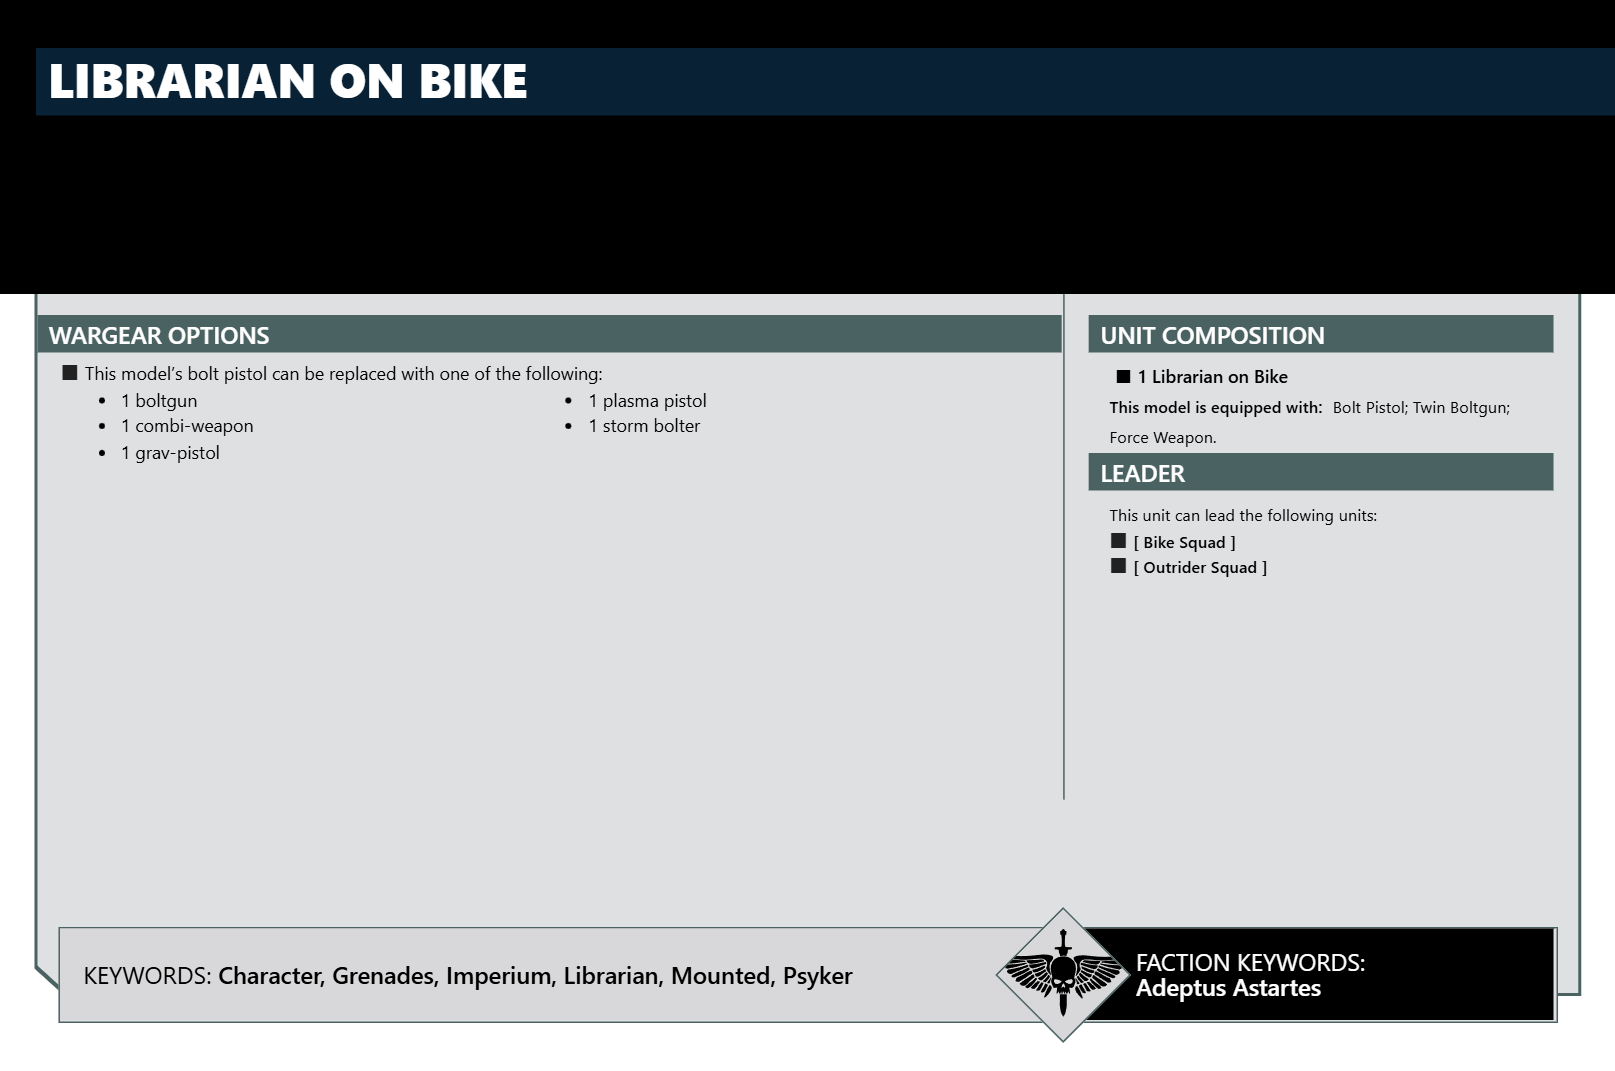 LIBRARIAN ON BIKE
WARGEAR OPTIONS
This model’s bolt pistol can be replaced with one of the following:
• 1 boltgun
• 1 combi-weapon
• 1 grav-pistol
• 1 plasma pistol
• 1 storm bolter
UNIT COMPOSITION
■ 1 Librarian on Bike
This model is equipped with: Bolt Pistol; Twin Boltgun;
Force Weapon.
LEADER
This unit can lead the following units:
■ [ Bike Squad ]
■ [ Outrider Squad ]
KEYWORDS: Character, Grenades, Imperium, Librarian, Mounted, Psyker
FACTION KEYWORDS:
Adeptus Astartes